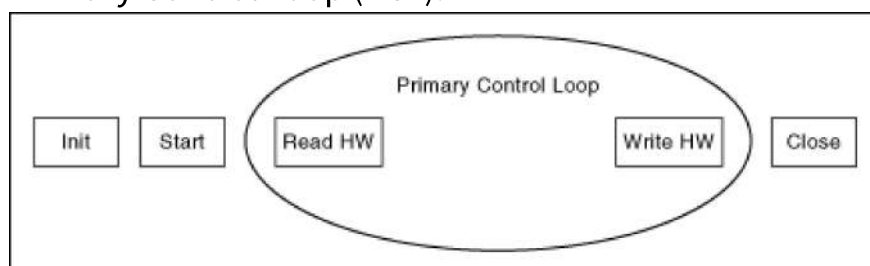 Primary Control Loop
Init
Start
Read HW
Write HW
Close